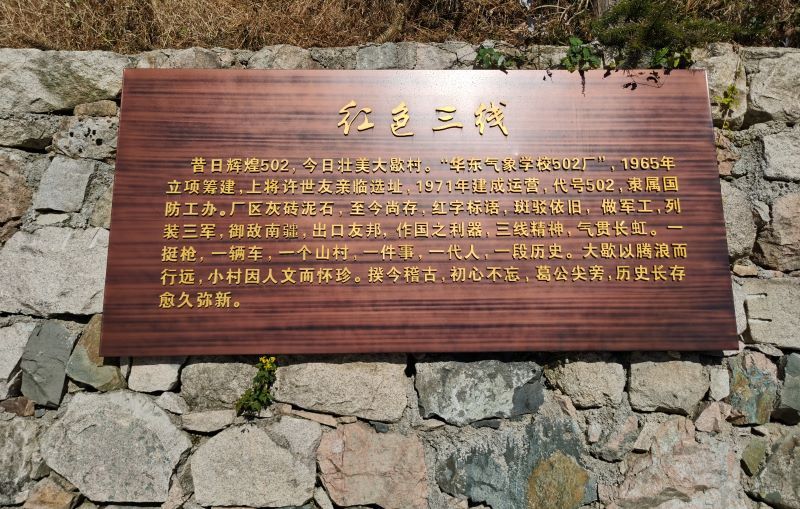 红色三线
昔日辉煌502，今日壮美大歇村。“华东气象学校502厂”，1965年
立项筹建，上将许世友亲临选址，1971年建成运营，代号502，隶属国
防工办。厂区灰砖泥石，至今尚存，红字标语，斑驳依旧，做军工，列
装三军，御敌南疆，出口友邦，作国之利器，三线精神，气贯长虹。一
挺枪，一辆车，一个山村，一件事，一代人，一段历史。大歇以腾浪而
行远，小村因人文而怀珍。揆今稽古，初心不忘，葛公尖旁，历史长存
愈久弥新。